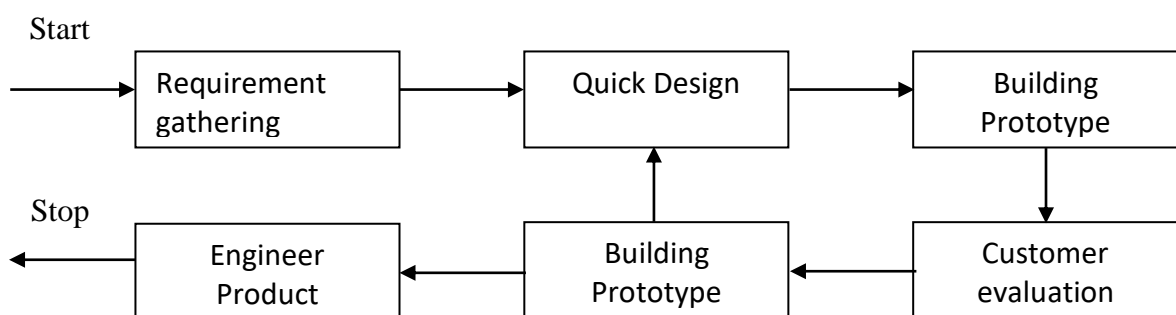 Start
Requirement
gathering
Quick Design
Building
Prototype
Stop
Engineer
Product
Building
Prototype
Customer
evaluation